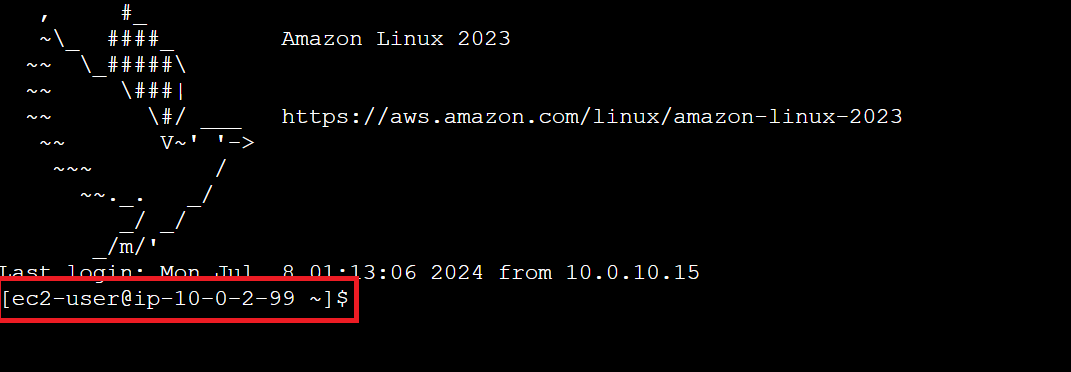 ,     #_
   ~\_  ####_        Amazon Linux 2023
  ~~  \_#####\
  ~~     \###|
  ~~       \#/ ___   https://aws.amazon.com/linux/amazon-linux-2023
   ~~       V~' '->
    ~~~         /
      ~~._.   _/
         _/ _/
       _/m/'
Last login: Mon Jul  8 01:13:06 2024 from 10.0.10.15
[ec2-user@ip-10-0-2-99 ~]$